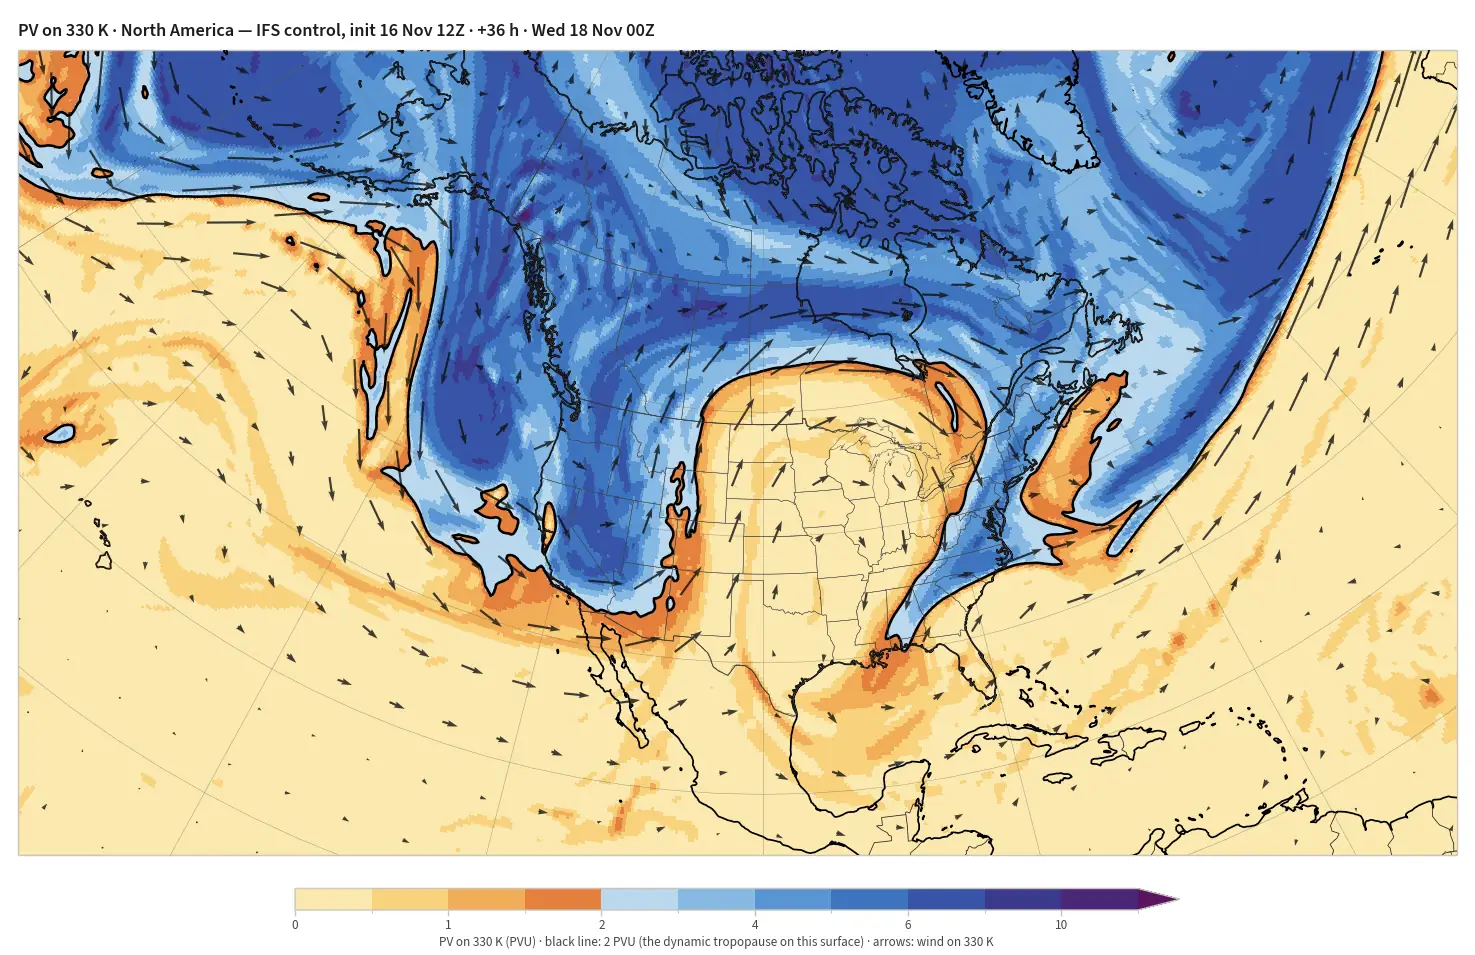 PV on 330 K · North America — IFS control, init 16 Nov 12Z · +36 h · Wed 18 Nov 00Z
0 1 2 4 6 10
PV on 330 K (PVU) · black line: 2 PVU (the dynamic tropopause on this surface) · arrows: wind on 330 K